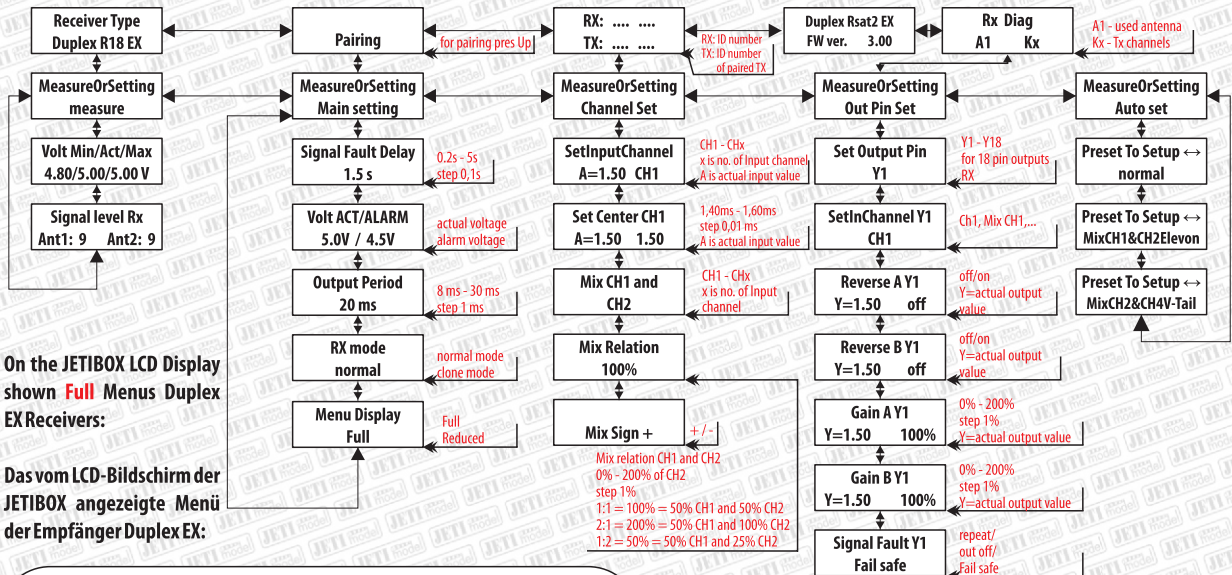 Receiver Type
Duplex R18 EX
Pairing
for pairing pres Up
RX: .... ....
TX: .... ....
RX: ID number
TX: ID number
of paired TX
Duplex Rsat2 EX
FW ver. 3.00
Rx Diag
A1 Kx
A1 - used antenna
Kx - Tx channels
MeasureOrSetting
measure
MeasureOrSetting
Main setting
MeasureOrSetting
Channel Set
MeasureOrSetting
Out Pin Set
MeasureOrSetting
Auto set
Volt Min/Act/Max
4.80/5.00/5.00 V
Signal level Rx
Ant1: 9 Ant2: 9
Signal Fault Delay
1.5 s
0.2s - 5s
step 0,1s
Volt ACT/ALARM
5.0V / 4.5V
actual voltage
alarm voltage
Output Period
20 ms
8 ms - 30 ms
step 1 ms
RX mode
normal
normal mode
clone mode
Menu Display
Full
Full
Reduced
SetInputChannel
A=1.50 CH1
CH1 - CHx
x is no. of Input channel
A is actual input value
Set Center CH1
A=1.50 1.50
1,40ms - 1,60ms
step 0,01 ms
A is actual input value
Mix CH1 and
CH2
CH1 - CHx
x is no. of Input
channel
Mix Relation
100%
Mix Sign +
+ / -
Mix relation CH1 and CH2
0% - 200% of CH2
step 1%
1:1 = 100% = 50% CH1 and 50% CH2
2:1 = 200% = 50% CH1 and 100% CH2
1:2 = 50% = 50% CH1 and 25% CH2
Set Output Pin
Y1
Y1 - Y18
for 18 pin outputs
RX
SetInChannel Y1
CH1
Ch1, Mix CH1,...
Reverse A Y1
Y=1.50 off
off/on
Y=actual output
value
Reverse B Y1
Y=1.50 off
off/on
Y=actual output
value
Gain A Y1
Y=1.50 100%
0% - 200%
step 1%
Y=actual output value
Gain B Y1
Y=1.50 100%
0% - 200%
step 1%
Y=actual output value
Signal Fault Y1
Fail safe
repeat/
out off/
Fail safe
Preset To Setup ↔
normal
Preset To Setup ↔
MixCH1&CH2Elevon
Preset To Setup ↔
MixCH2&CH4V-Tail
On the JETIBOX LCD Display
shown Full Menus Duplex
EX Receivers:
Das vom LCD-Bildschirm der
JETIBOX angezeigte Menü
der Empfänger Duplex EX: